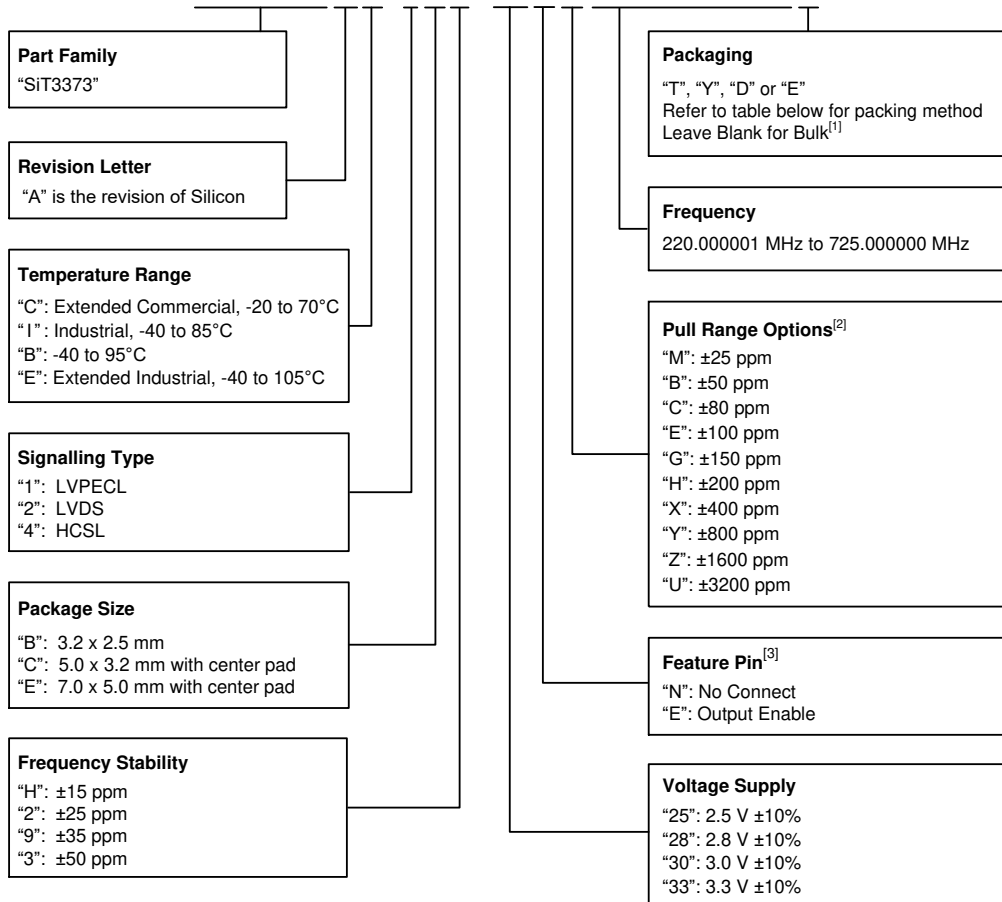 Part Family
“SiT3373”
Revision Letter
“A” is the revision of Silicon
Temperature Range
“C”: Extended Commercial, -20 to 70°C
“I”: Industrial, -40 to 85°C
“B”: -40 to 95°C
“E”: Extended Industrial, -40 to 105°C
Signalling Type
“1”: LVPECL
“2”: LVDS
“4”: HCSL
Package Size
“B”: 3.2 x 2.5 mm
“C”: 5.0 x 3.2 mm with center pad
“E”: 7.0 x 5.0 mm with center pad
Frequency Stability
“H”: ±15 ppm
“2”: ±25 ppm
“9”: ±35 ppm
“3”: ±50 ppm
Packaging
“T”, “Y”, “D” or “E”
Refer to table below for packing method
Leave Blank for Bulk[1]
Frequency
220.000001 MHz to 725.000000 MHz
Pull Range Options[2]
“M”: ±25 ppm
“B”: ±50 ppm
“C”: ±80 ppm
“E”: ±100 ppm
“G”: ±150 ppm
“H”: ±200 ppm
“X”: ±400 ppm
“Y”: ±800 ppm
“Z”: ±1600 ppm
“U”: ±3200 ppm
Feature Pin[3]
“N”: No Connect
“E”: Output Enable
Voltage Supply
“25”: 2.5 V ±10%
“28”: 2.8 V ±10%
“30”: 3.0 V ±10%
“33”: 3.3 V ±10%